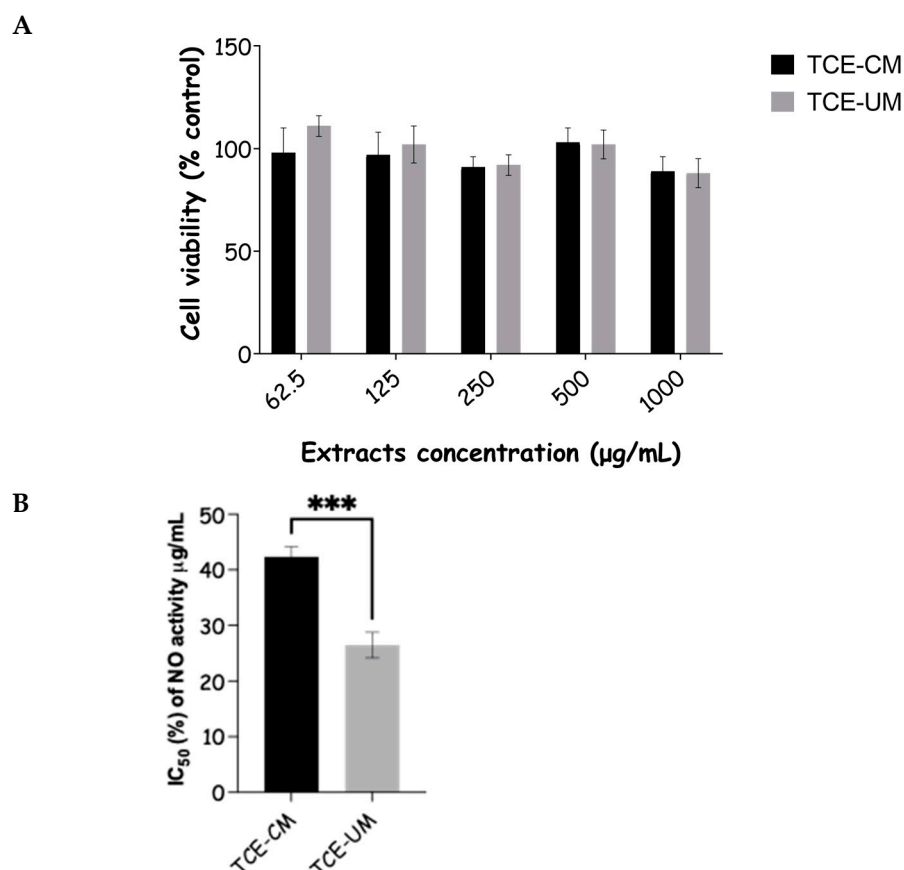 A
Cell viability (% control)
150
100
50
0
62.5
125
250
500
1000
Extracts concentration (µg/mL)
TCE-CM
TCE-UM
B
IC50 (%) of NO activity µg/mL
50
40
30
20
10
0
***
TCE-CM
TCE-UM